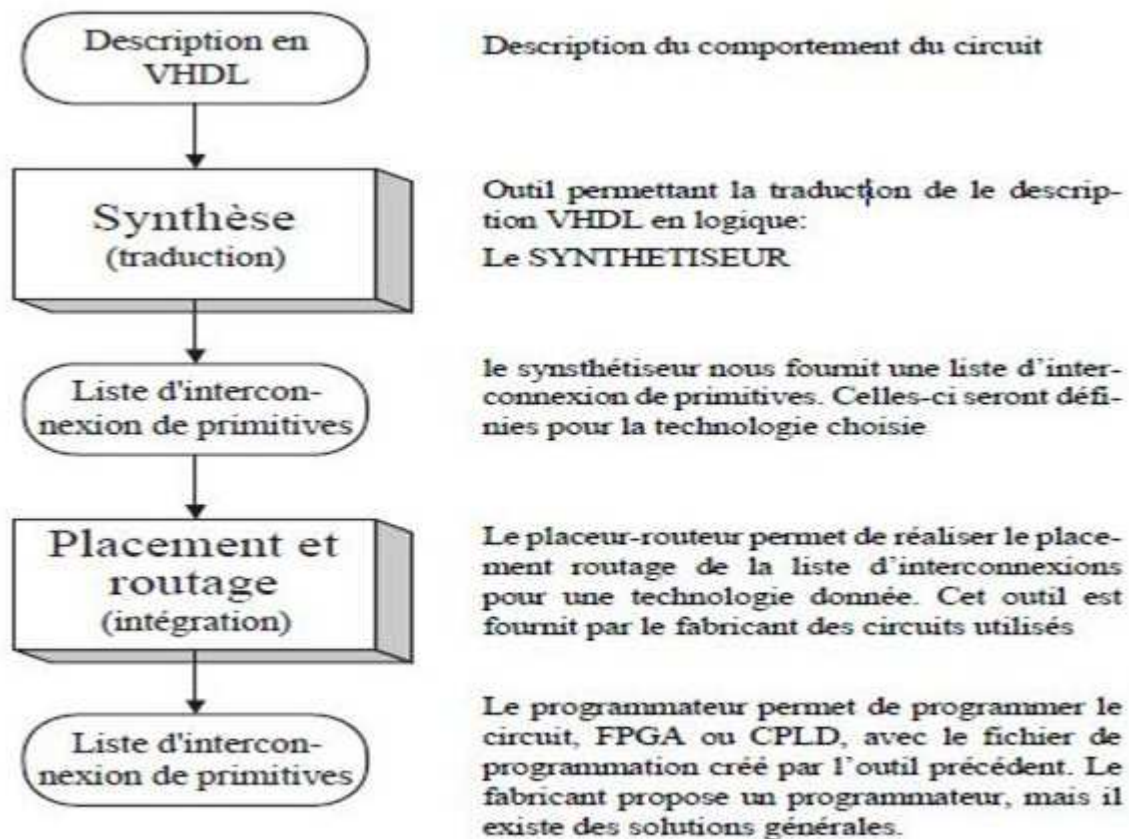 Description en
VHDL
Description du comportement du circuit
Synthèse
(traduction)
Outil permettant la traduction de le descrip-
tion VHDL en logique:
Le SYNTHETISEUR
Liste d'intercon-
nexion de primitives
le synsthétiseur nous fournit une liste d'inter-
connexion de primitives. Celles-ci seront défi-
nies pour la technologie choisie
Placement et
routage
(intégration)
Le placeur-routeur permet de réaliser le place-
ment routage de la liste d'interconnexions
pour une technologie donnée. Cet outil est
fournit par le fabricant des circuits utilisés
Liste d'intercon-
nexion de primitives
Le programmateur permet de programmer le
circuit, FPGA ou CPLD, avec le fichier de
programmation créé par l'outil précédent. Le
fabricant propose un programmateur, mais il
existe des solutions générales.